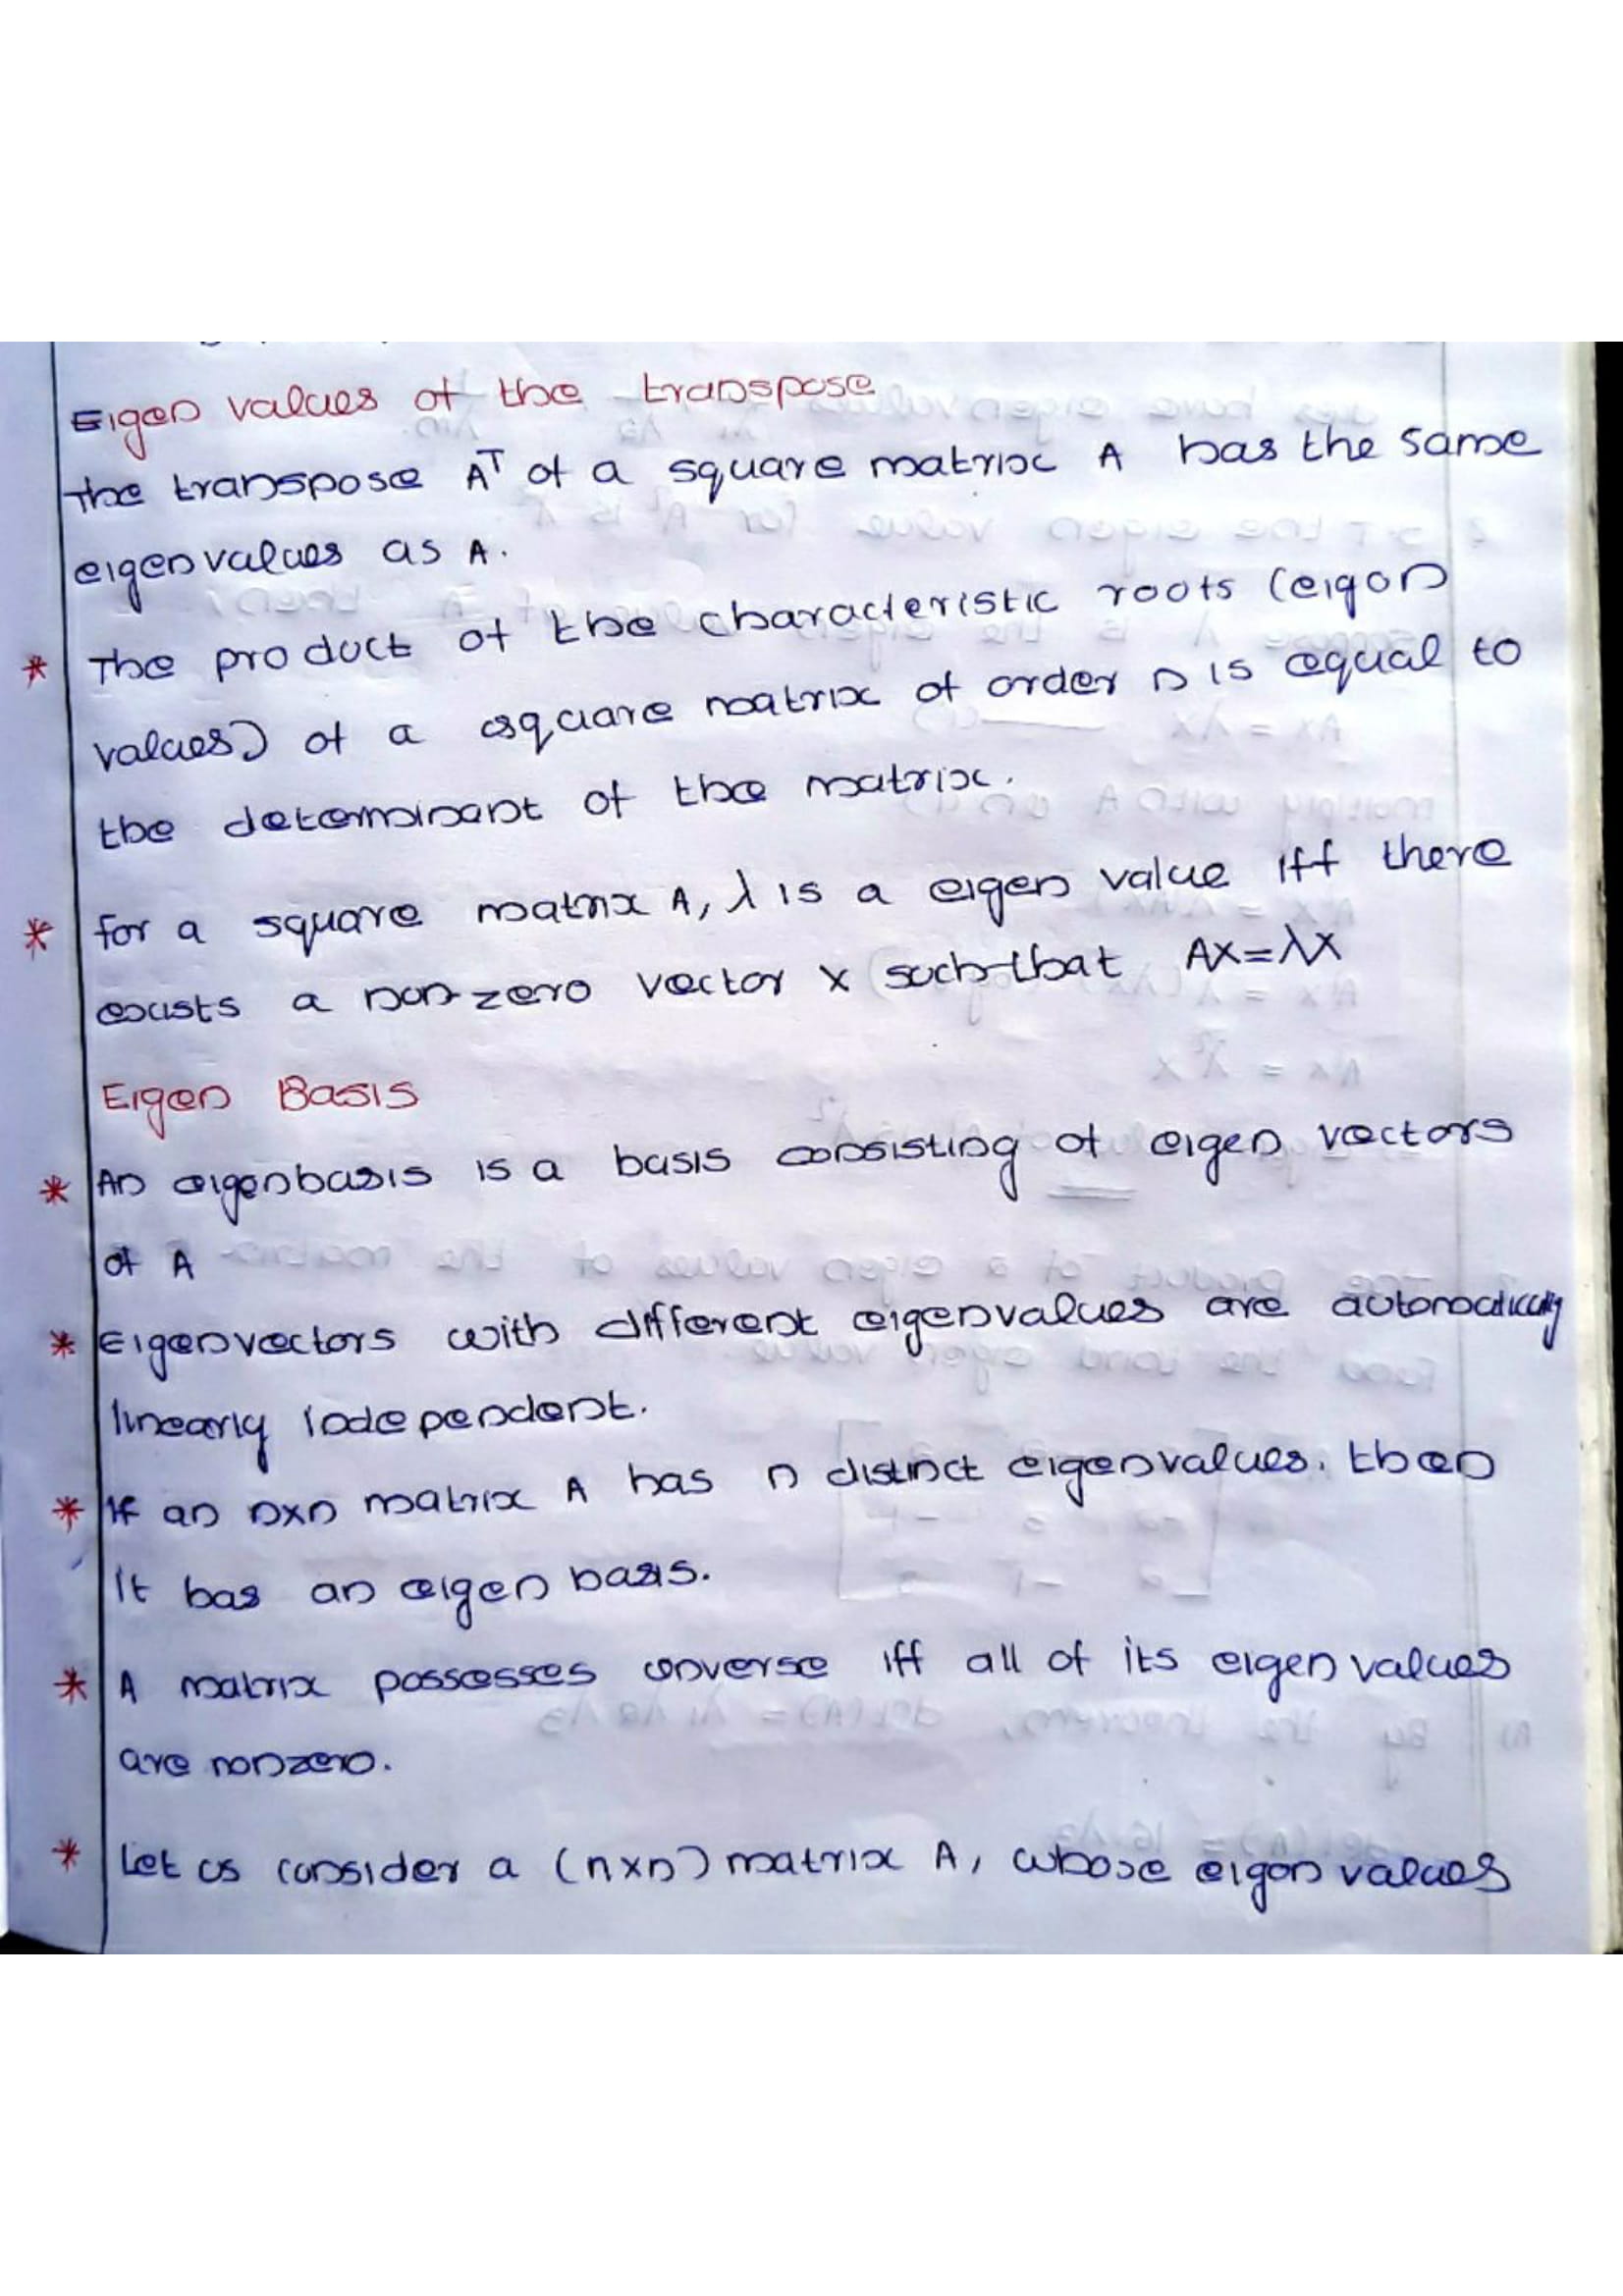 Eigen values of the transpose
The transpose Aᵀ of a square matrix A has the same
eigenvalues as A.
* The product of the characteristic roots (eigen
values) of a square matrix of order n is equal to
the determinant of the matrix.
* for a square matrix A, λ is a eigen value iff there
exists a non-zero vector x such that AX=λX
Eigen Basis
* An eigenbasis is a basis consisting of eigen vectors
of A
* Eigenvectors with different eigenvalues are automatically
linearly independent.
* If an nxn matrix A has n distinct eigenvalues. then
it has an eigen basis.
* A matrix possesses converse iff all of its eigen values
are nonzero.
* Let us consider a (nxn) matrix A, whose eigen values